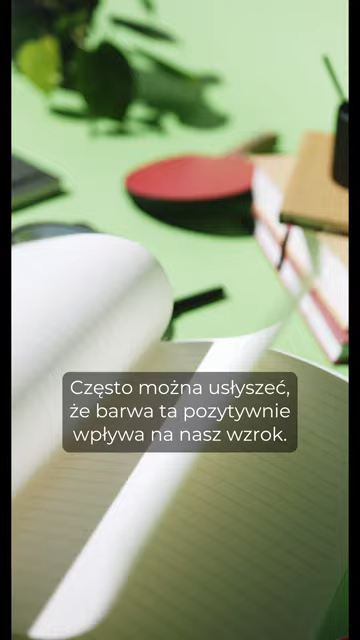 Często można usłyszeć,
że barwa ta pozytywnie
wpływa na nasz wzrok.